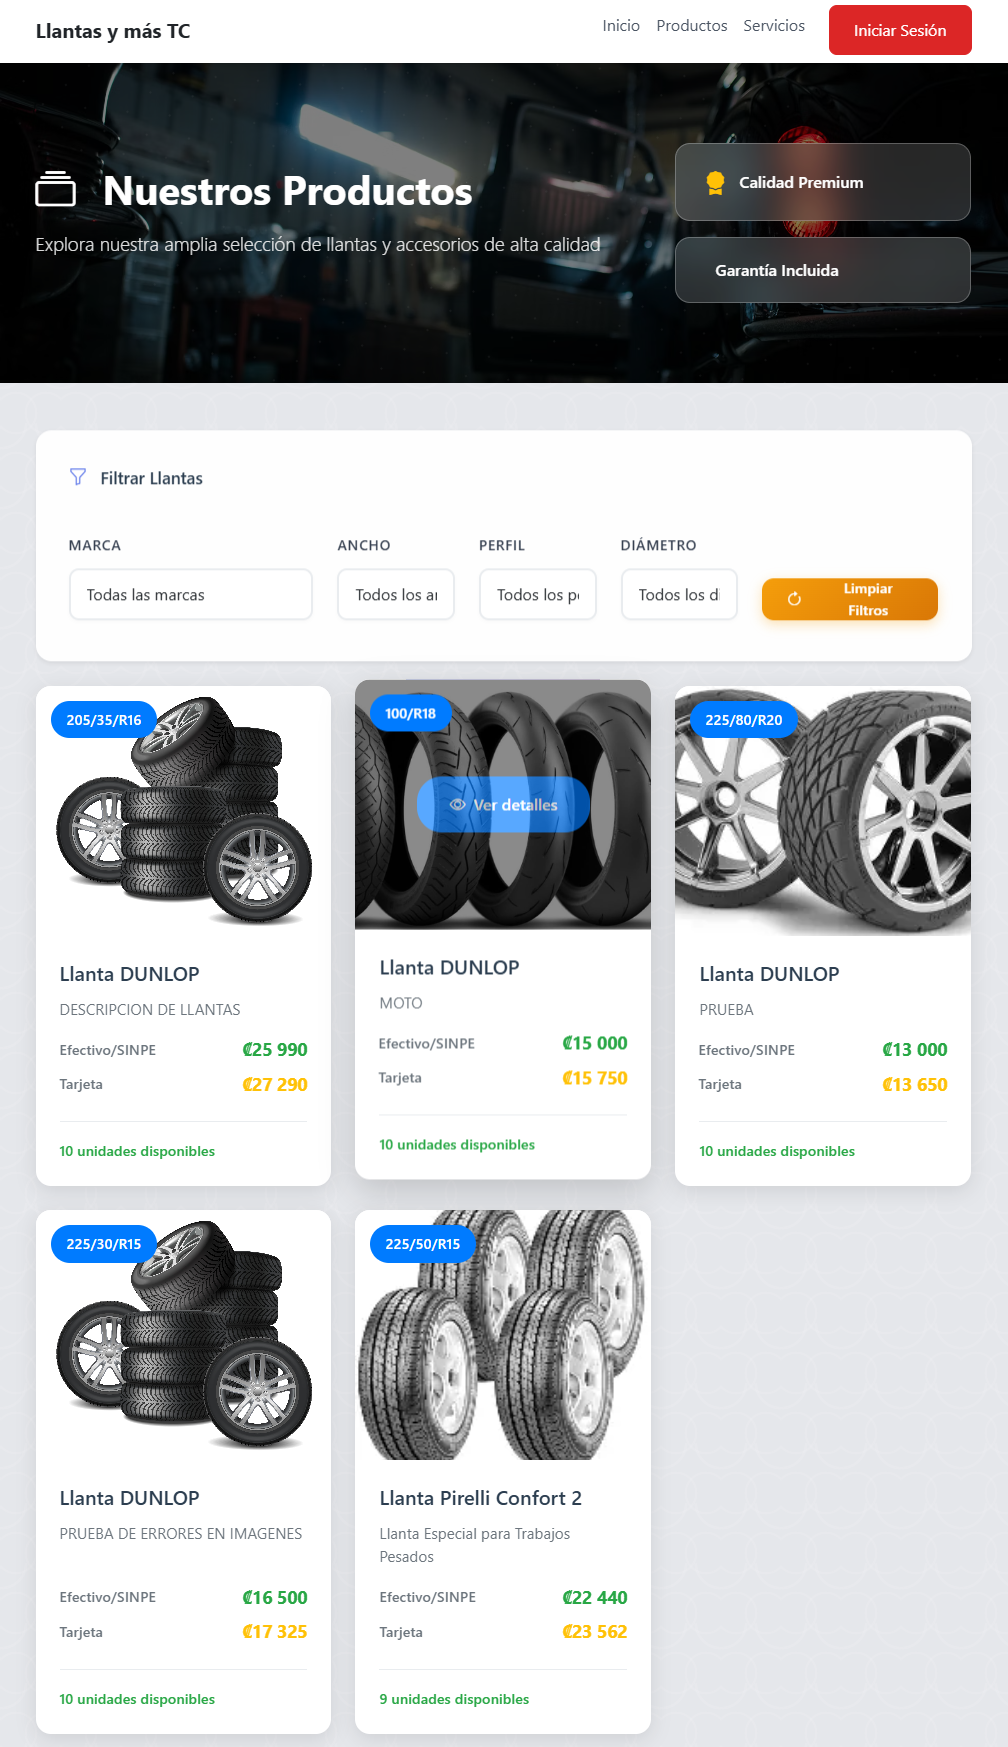 Llantas y más TC
Inicio Productos Servicios Iniciar Sesión
Nuestros Productos
Explora nuestra amplia selección de llantas y accesorios de alta calidad
Calidad Premium
Garantía Incluida
Filtrar Llantas
MARCA ANCHO PERFIL DIÁMETRO
Todas las marcas Todos los a Todos los p Todos los d
Limpiar
Filtros
205/35/R16
Llanta DUNLOP
DESCRIPCION DE LLANTAS
Efectivo/SINPE ₡25 990
Tarjeta ₡27 290
10 unidades disponibles
100/R18
Ver detalles
Llanta DUNLOP
MOTO
Efectivo/SINPE ₡15 000
Tarjeta ₡15 750
10 unidades disponibles
225/80/R20
Llanta DUNLOP
PRUEBA
Efectivo/SINPE ₡13 000
Tarjeta ₡13 650
10 unidades disponibles
225/30/R15
Llanta DUNLOP
PRUEBA DE ERRORES EN IMAGENES
Efectivo/SINPE ₡16 500
Tarjeta ₡17 325
10 unidades disponibles
225/50/R15
Llanta Pirelli Confort 2
Llanta Especial para Trabajos
Pesados
Efectivo/SINPE ₡22 440
Tarjeta ₡23 562
9 unidades disponibles